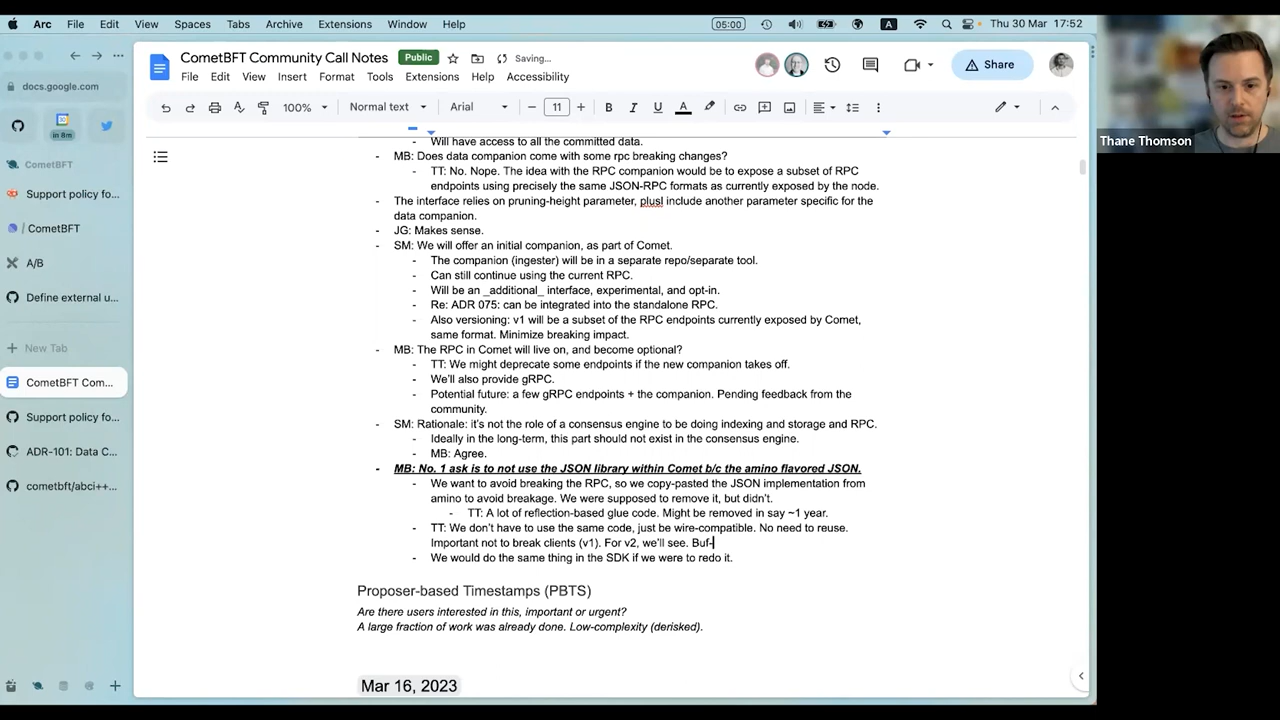 Arc File Edit View Spaces Tabs Archive Extensions Window Help 05:00 A Thu 30 Mar 17:52
CometBFT Community Call Notes Public Saving...
File Edit View Insert Format Tools Extensions Help Accessibility
Share
100% Normal text Arial 11 B I U A
docs.google.com
in 8m
CometBFT
Support policy fo...
/ CometBFT
A/B
Define external u...
New Tab
CometBFT Com...
Support policy fo...
ADR-101: Data C...
cometbft/abci++...
- Will have access to all the committed data.
- MB: Does data companion come with some rpc breaking changes?
- TT: No. Nope. The idea with the RPC companion would be to expose a subset of RPC
endpoints using precisely the same JSON-RPC formats as currently exposed by the node.
- The interface relies on pruning-height parameter, plusI include another parameter specific for the
data companion.
- JG: Makes sense.
- SM: We will offer an initial companion, as part of Comet.
- The companion (ingester) will be in a separate repo/separate tool.
- Can still continue using the current RPC.
- Will be an _additional_ interface, experimental, and opt-in.
- Re: ADR 075: can be integrated into the standalone RPC.
- Also versioning: v1 will be a subset of the RPC endpoints currently exposed by Comet,
same format. Minimize breaking impact.
- MB: The RPC in Comet will live on, and become optional?
- TT: We might deprecate some endpoints if the new companion takes off.
- We'll also provide gRPC.
- Potential future: a few gRPC endpoints + the companion. Pending feedback from the
community.
- SM: Rationale: it's not the role of a consensus engine to be doing indexing and storage and RPC.
- Ideally in the long-term, this part should not exist in the consensus engine.
- MB: Agree.
- MB: No. 1 ask is to not use the JSON library within Comet b/c the amino flavored JSON.
- We want to avoid breaking the RPC, so we copy-pasted the JSON implementation from
amino to avoid breakage. We were supposed to remove it, but didn't.
- TT: A lot of reflection-based glue code. Might be removed in say ~1 year.
- TT: We don't have to use the same code, just be wire-compatible. No need to reuse.
Important not to break clients (v1). For v2, we'll see. Buf-
- We would do the same thing in the SDK if we were to redo it.
Proposer-based Timestamps (PBTS)
Are there users interested in this, important or urgent?
A large fraction of work was already done. Low-complexity (derisked).
Mar 16, 2023
Thane Thomson